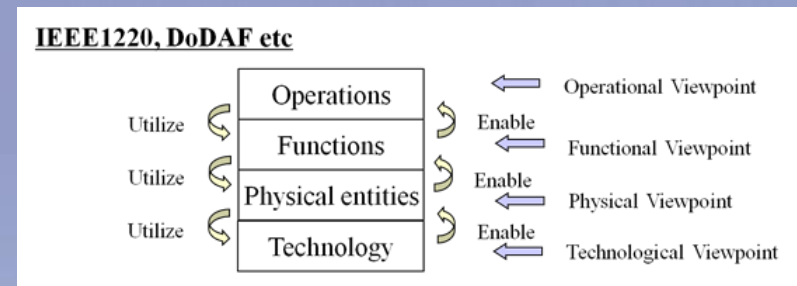 IEEE1220, DoDAF etc
Operations
Operational Viewpoint
Utilize
Enable
Functions
Functional Viewpoint
Utilize
Enable
Physical entities
Physical Viewpoint
Utilize
Enable
Technology
Technological Viewpoint